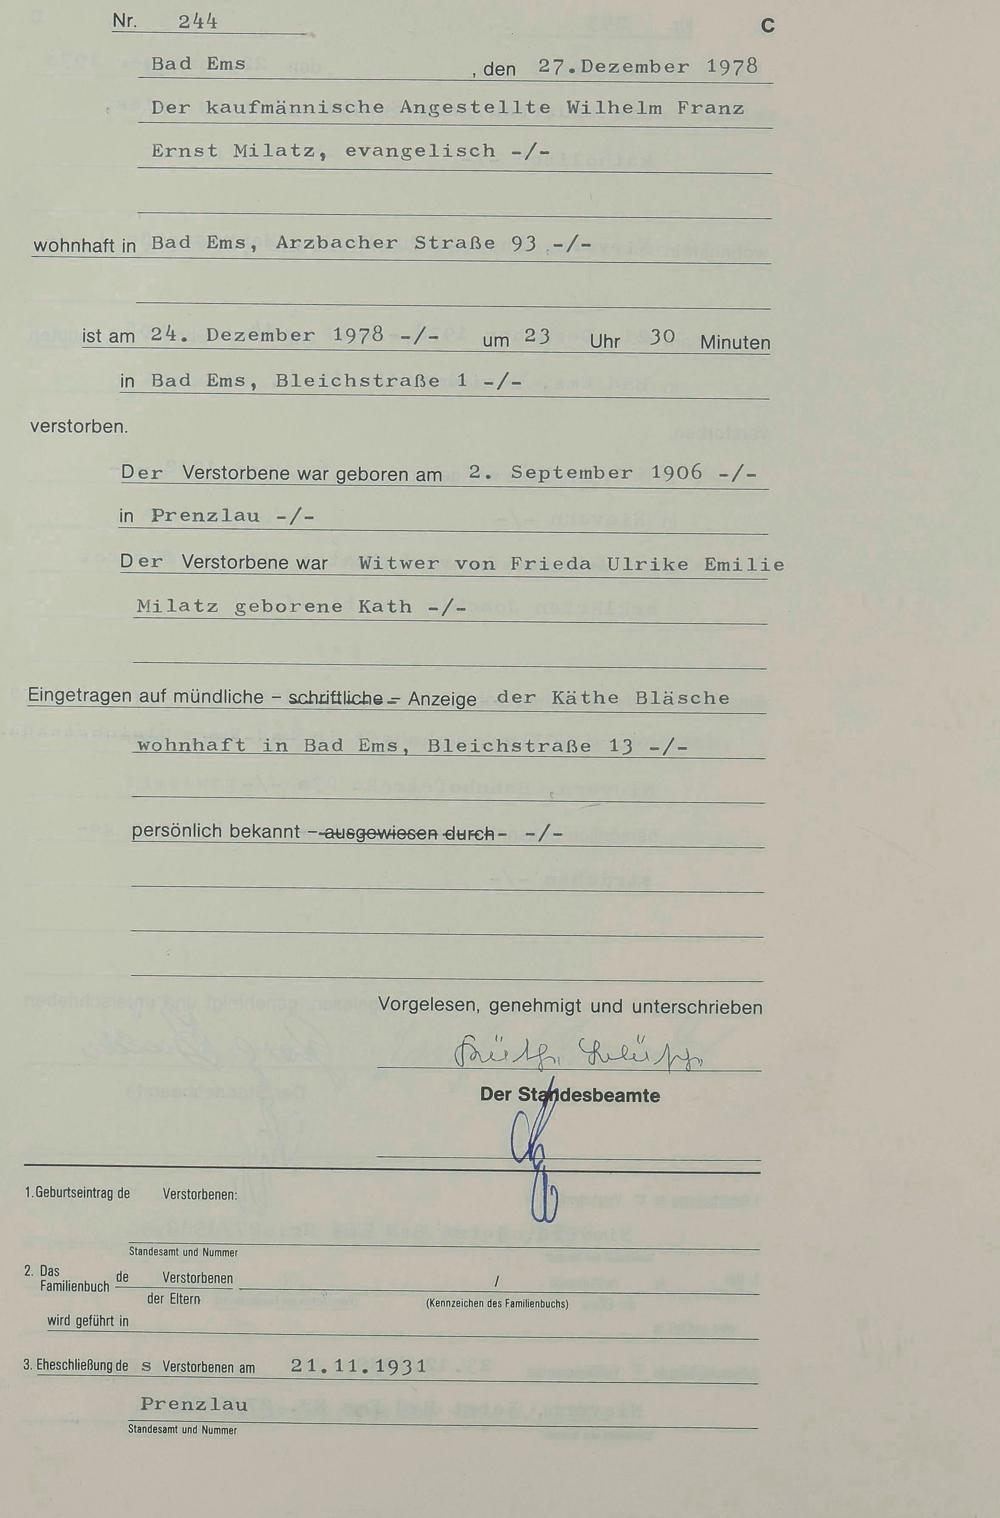 Nr. 244 C
Bad Ems , den 27.Dezember 1978
Der kaufmännische Angestellte Wilhelm Franz
Ernst Milatz, evangelisch -/-
wohnhaft in Bad Ems, Arzbacher Straße 93 -/-
ist am 24. Dezember 1978 -/- um 23 Uhr 30 Minuten
in Bad Ems, Bleichstraße 1 -/-
verstorben.
Der Verstorbene war geboren am 2. September 1906 -/-
in Prenzlau -/-
Der Verstorbene war Witwer von Frieda Ulrike Emilie
Milatz geborene Kath -/-
Eingetragen auf mündliche – schriftliche – Anzeige der Käthe Bläsche
wohnhaft in Bad Ems, Bleichstraße 13 -/-
persönlich bekannt – ausgewiesen durch - -/-
Vorgelesen, genehmigt und unterschrieben
Der Standesbeamte
1. Geburtseintrag de Verstorbenen:
Standesamt und Nummer
2. Das Familienbuch de Verstorbenen /
der Eltern (Kennzeichen des Familienbuchs)
wird geführt in
3. Eheschließung de s Verstorbenen am 21.11.1931
Prenzlau
Standesamt und Nummer